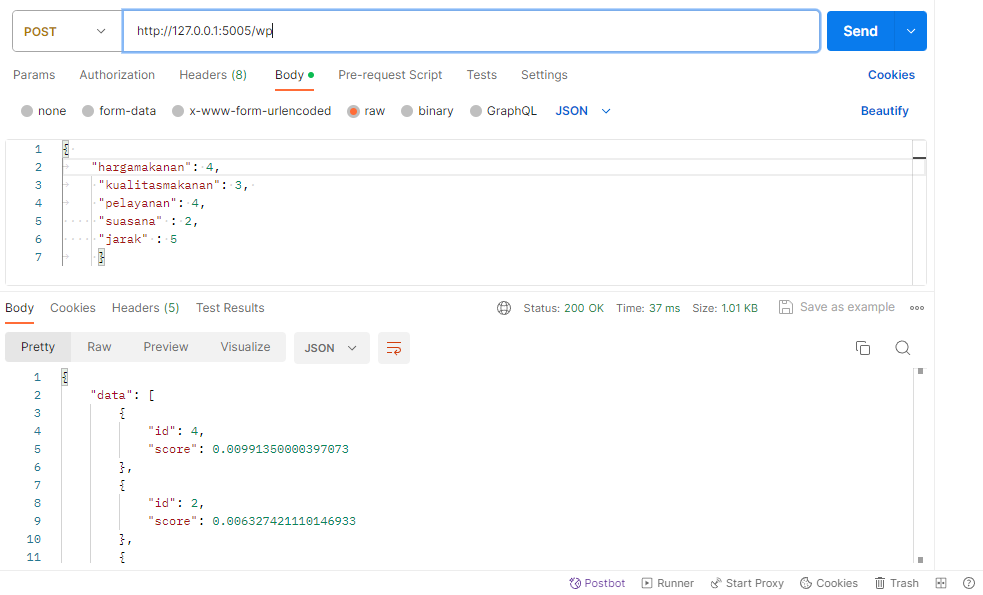 POST http://127.0.0.1:5005/wp Send
Params Authorization Headers (8) Body Pre-request Script Tests Settings Cookies
none form-data x-www-form-urlencoded raw binary GraphQL JSON Beautify
1 {
2 "hargamakanan": 4,
3 "kualitasmakanan": 3,
4 "pelayanan": 4,
5 "suasana" : 2,
6 "jarak" : 5
7 }
Body Cookies Headers (5) Test Results Status: 200 OK Time: 37 ms Size: 1.01 KB Save as example
Pretty Raw Preview Visualize JSON
1 {
2 "data": [
3 {
4 "id": 4,
5 "score": 0.00991350000397073
6 },
7 {
8 "id": 2,
9 "score": 0.006327421110146933
10 },
11 {
Postbot Runner Start Proxy Cookies Trash